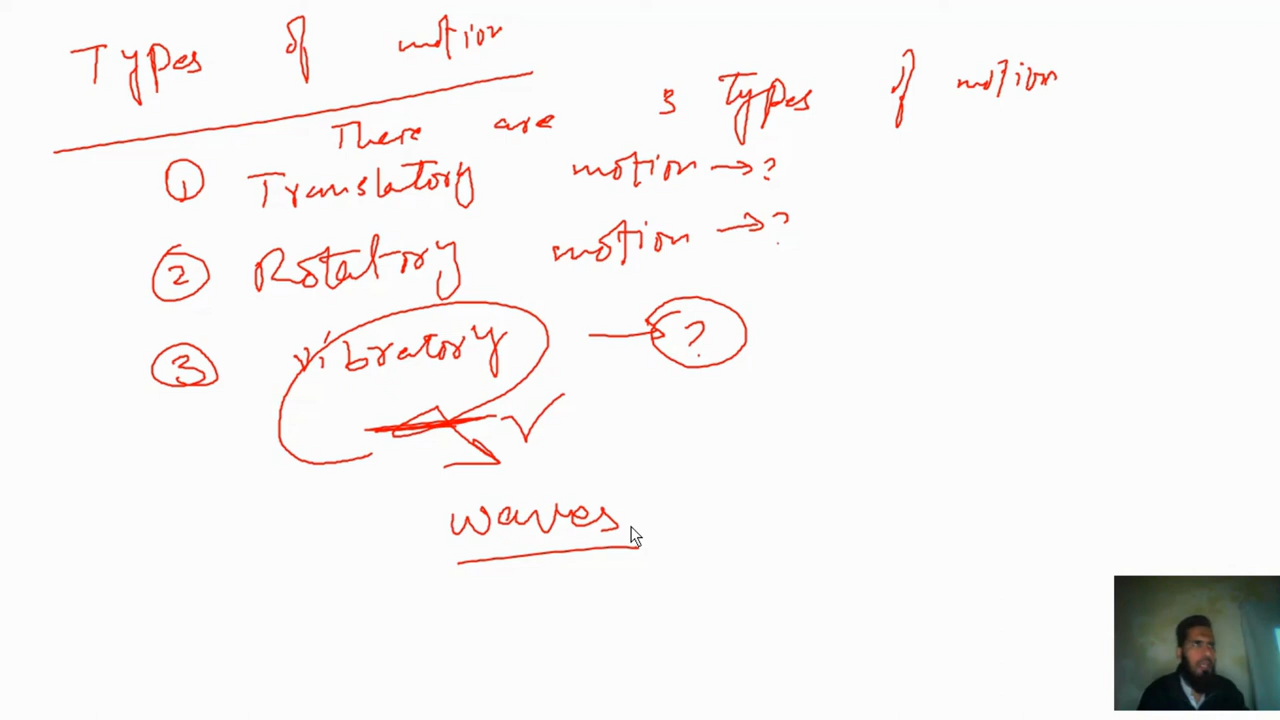 Types of motion
There are 3 types of motion
① Translatory motion → ?
② Rotatory motion → ?
③ vibratory → ?
waves